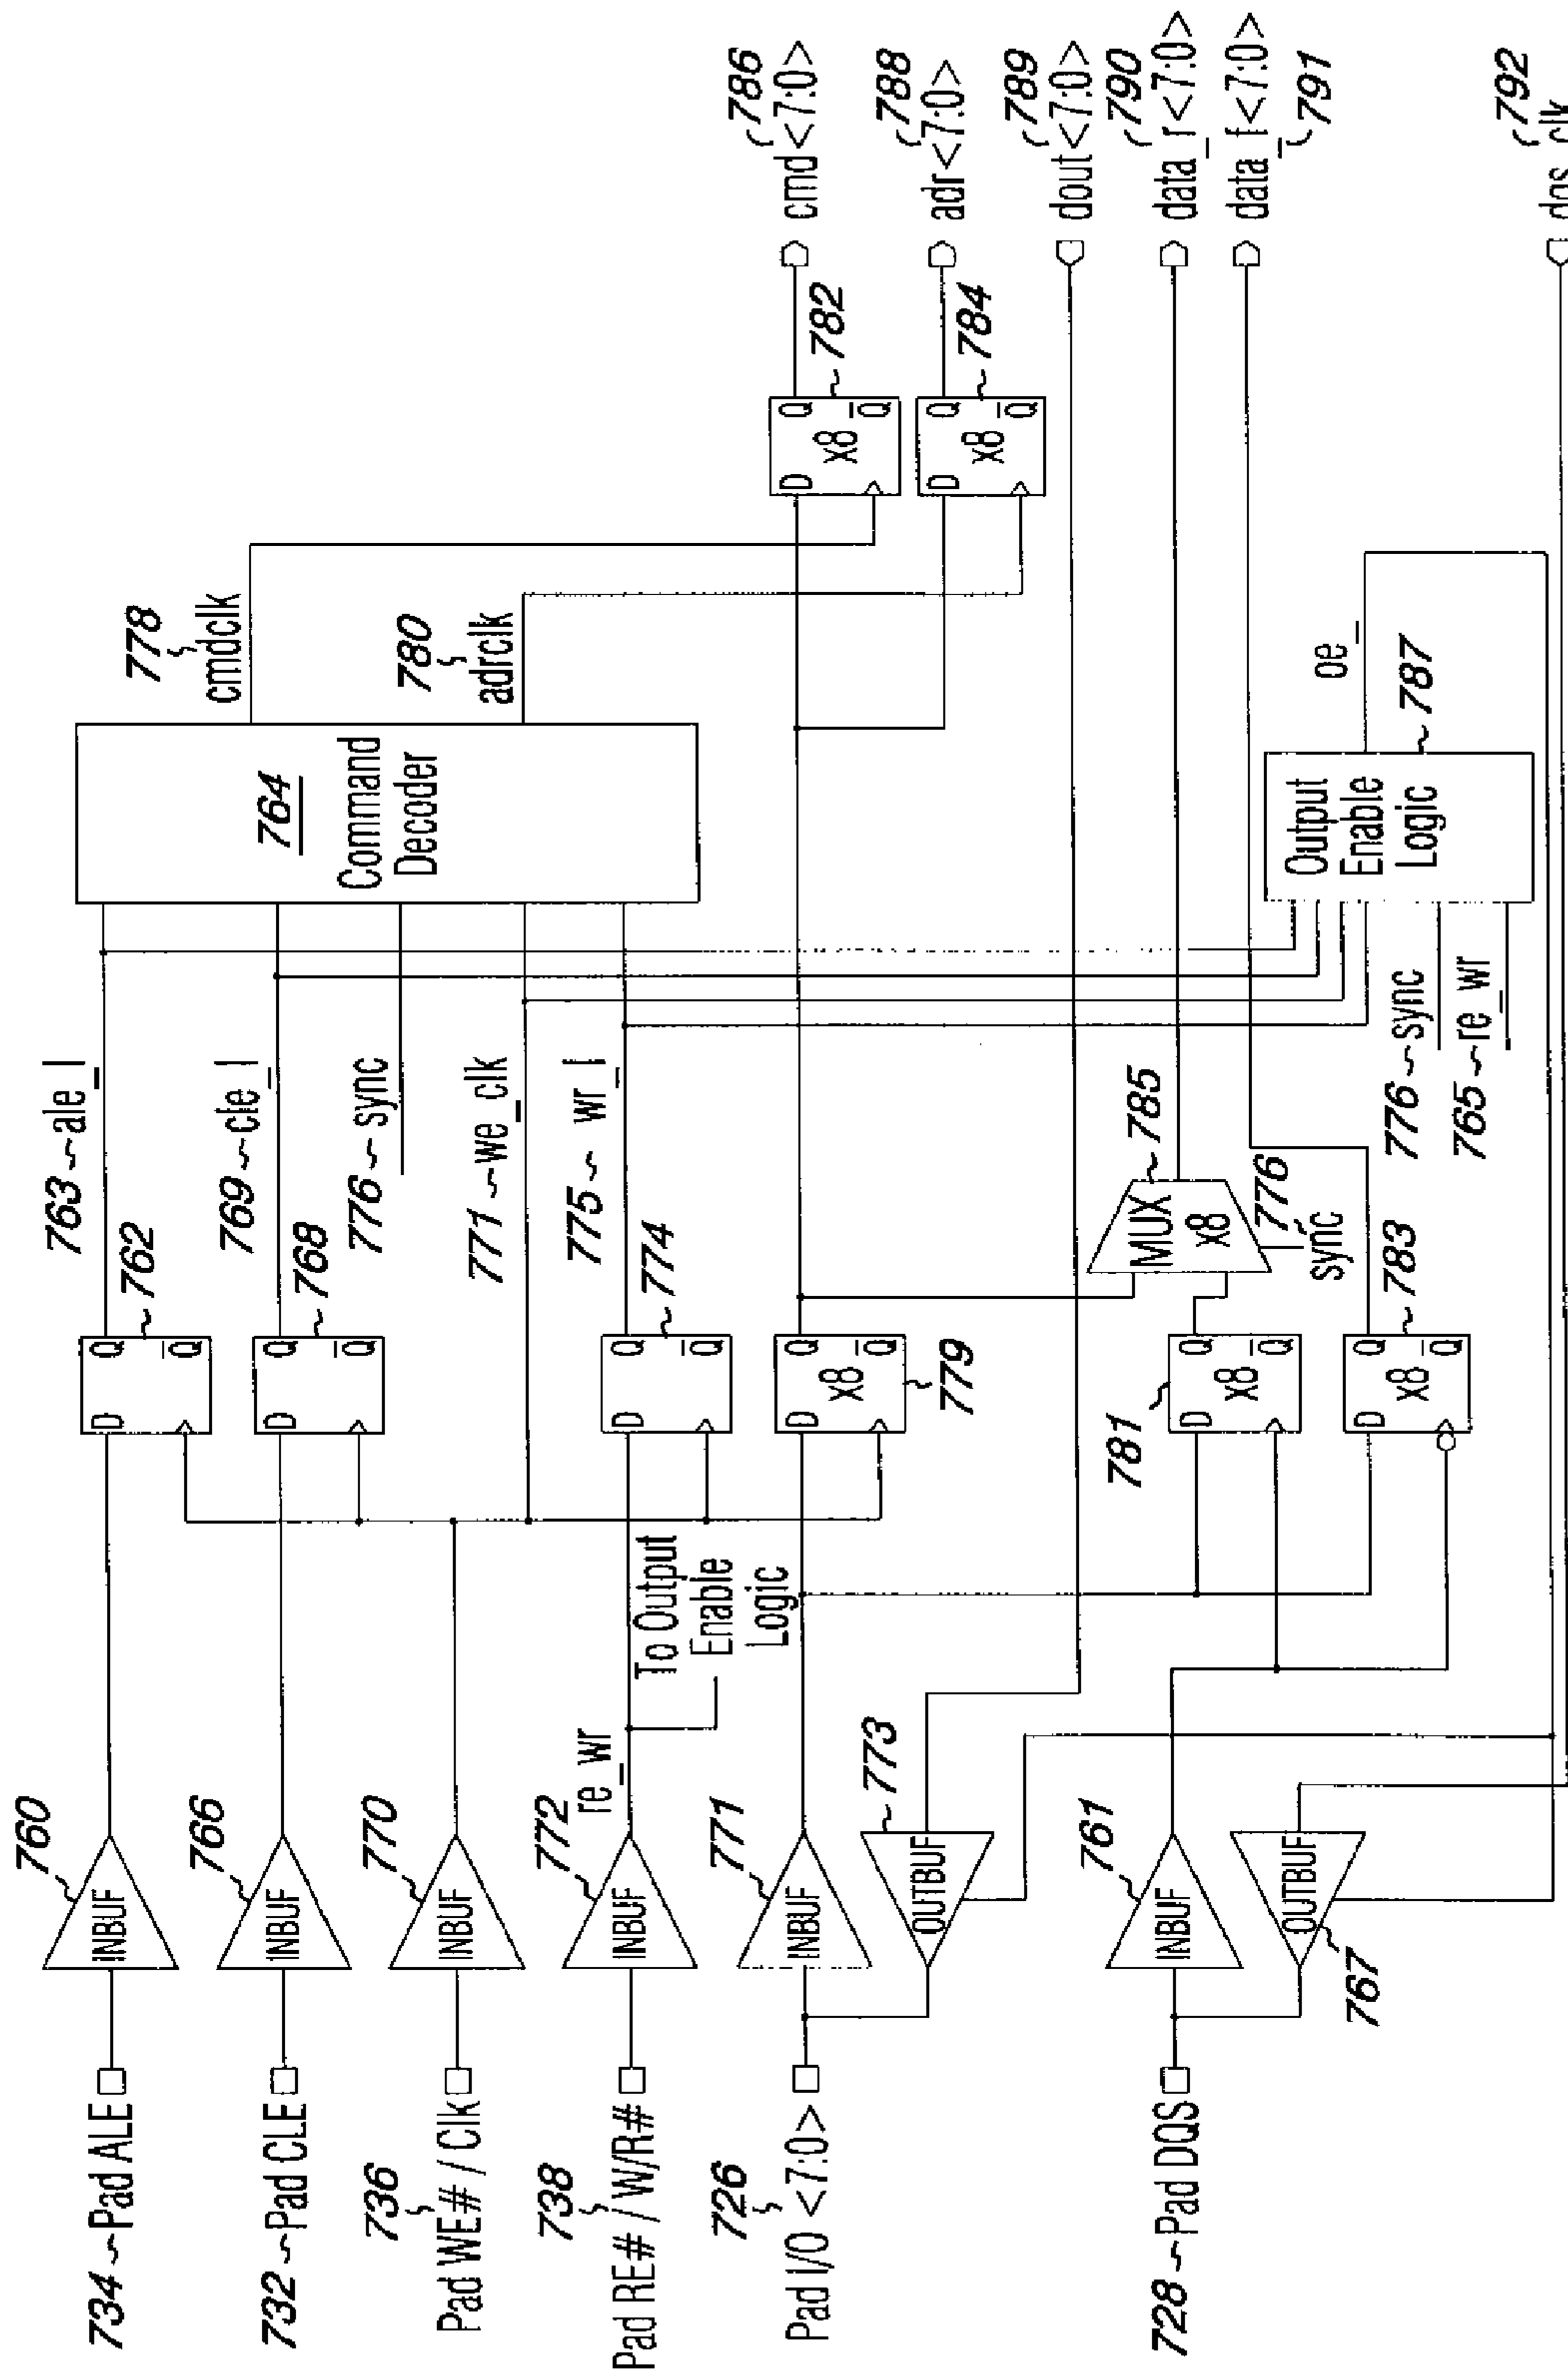 734 ~ Pad ALE
760
INBUF
D
Q
Q
762
763 ~ ale_l
732 ~ Pad CLE
766
INBUF
D
Q
Q
768
769 ~ cle_l
776 ~ sync
736
Pad WE# / Clk
770
INBUF
771 ~ we_clk
738
Pad RE# / W/R#
772
INBUF
re_wr
To Output
Enable
Logic
D
Q
Q
774
775 ~ wr_l
764
Command
Decoder
778
cmdclk
780
adrclk
726
Pad I/O <7:0>
771
INBUF
D
Q
x8
Q
779
773
OUTBUF
D
Q
x8
Q
782
786
cmd<7:0>
D
Q
x8
Q
784
788
adr<7:0>
789
dout<7:0>
728 ~ Pad DQS
761
INBUF
767
OUTBUF
781
D
Q
x8
Q
D
Q
x8
Q
783
MUX
x8
785
776
sync
790
data_r<7:0>
data_f<7:0>
791
776 ~ sync
765 ~ re_wr
Output
Enable
Logic
787
oe_
792
dqs_clk